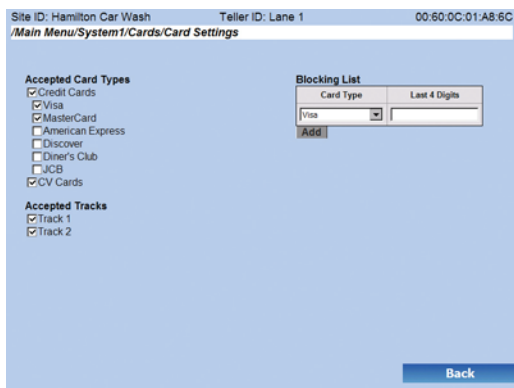 Site ID: Hamilton Car Wash Teller ID: Lane 1 00:60:0C:01:A8:6C
/Main Menu/System1/Cards/Card Settings
Accepted Card Types
Credit Cards
Visa
MasterCard
American Express
Discover
Diner's Club
JCB
CV Cards
Accepted Tracks
Track 1
Track 2
Blocking List
Card Type Last 4 Digits
Visa
Add
Back